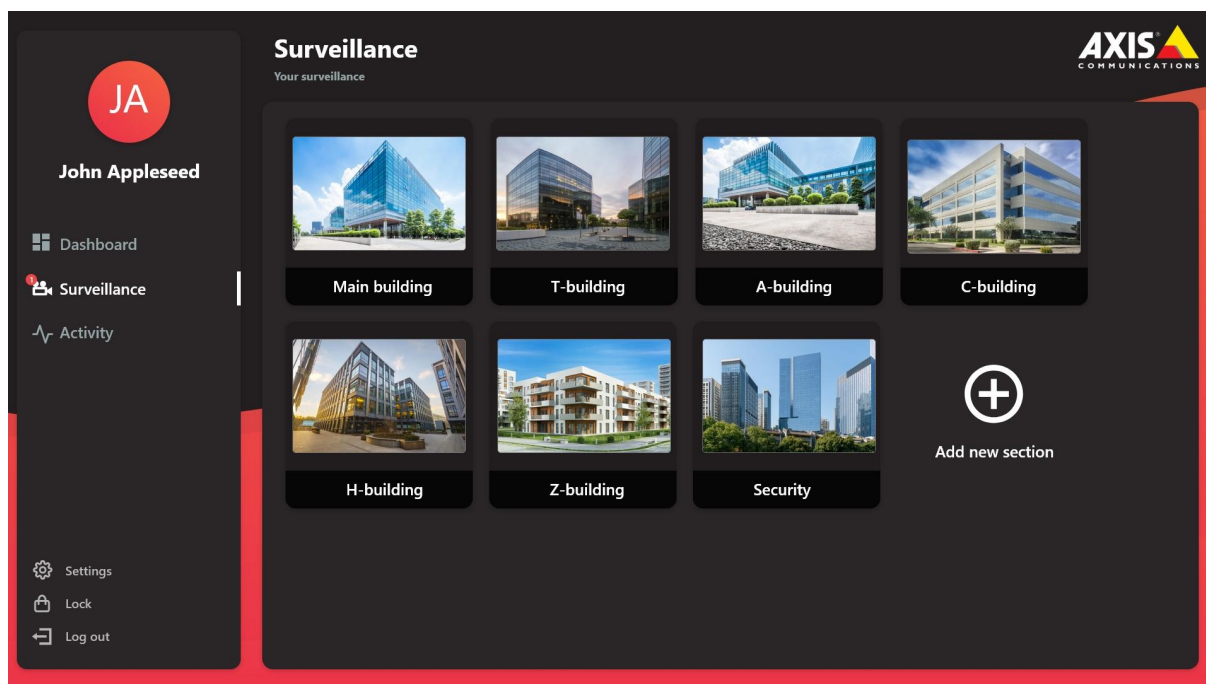 JA
John Appleseed
Dashboard
1
Surveillance
Activity
Settings
Lock
Log out
Surveillance
Your surveillance
AXIS
COMMUNICATIONS
Main building
T-building
A-building
C-building
H-building
Z-building
Security
Add new section